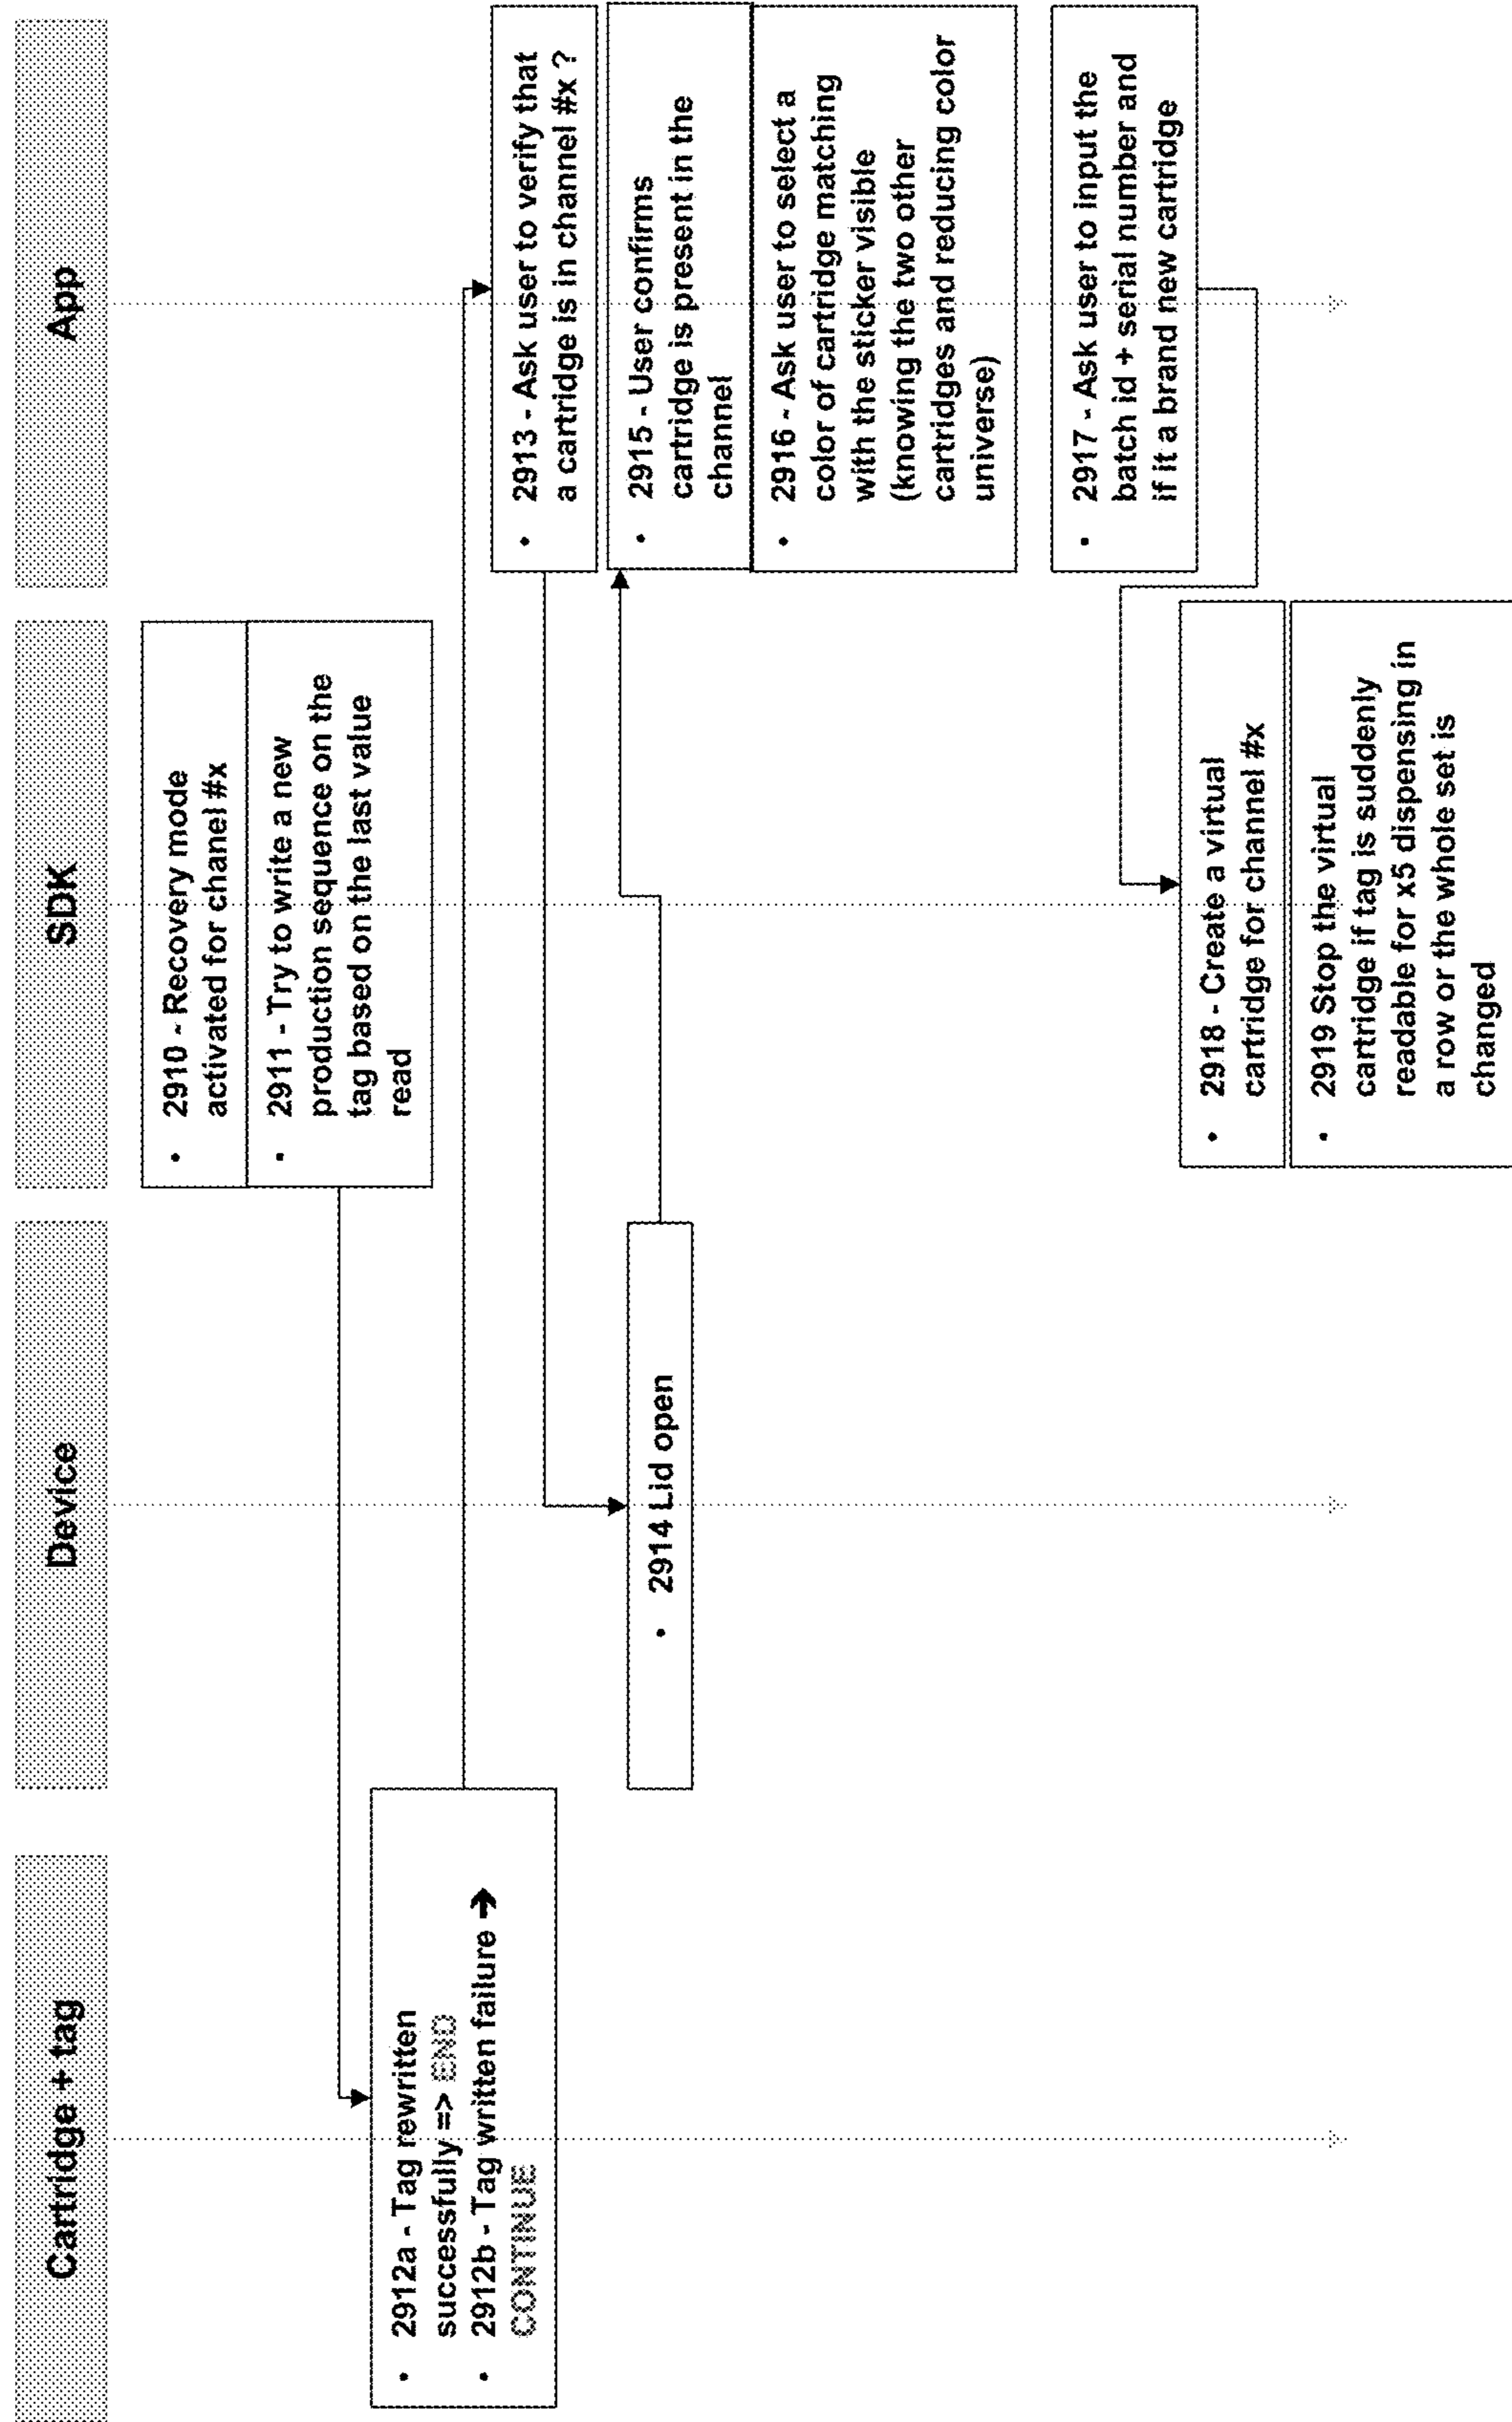 Cartridge + tag
Device
SDK
App
• 2910 - Recovery mode
activated for chanel #x
• 2911 - Try to write a new
production sequence on the
tag based on the last value
read
• 2912a - Tag rewritten
successfully => END
• 2912b - Tag written failure →
CONTINUE
• 2913 - Ask user to verify that
a cartridge is in channel #x ?
• 2914 Lid open
• 2915 - User confirms
cartridge is present in the
channel
• 2916 - Ask user to select a
color of cartridge matching
with the sticker visible
(knowing the two other
cartridges and reducing color
universe)
• 2917 - Ask user to input the
batch id + serial number and
if it a brand new cartridge
• 2918 - Create a virtual
cartridge for channel #x
• 2919 Stop the virtual
cartridge if tag is suddenly
readable for x5 dispensing in
a row or the whole set is
changed